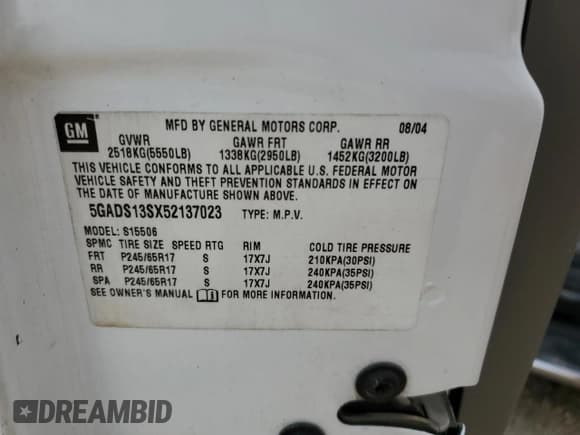 GM
MFD BY GENERAL MOTORS CORP. 08/04
GVWR GAWR FRT GAWR RR
2518KG(5550LB) 1338KG(2950LB) 1452KG(3200LB)
THIS VEHICLE CONFORMS TO ALL APPLICABLE U.S. FEDERAL MOTOR
VEHICLE SAFETY AND THEFT PREVENTION STANDARDS IN EFFECT ON
THE DATE OF MANUFACTURE SHOWN ABOVE.
5GADS13SX52137023 TYPE: M.P.V.
MODEL: S15506
SPMC TIRE SIZE SPEED RTG RIM COLD TIRE PRESSURE
FRT P245/65R17 S 17X7J 210KPA(30PSI)
RR P245/65R17 S 17X7J 240KPA(35PSI)
SPA P245/65R17 S 17X7J 240KPA(35PSI)
SEE OWNER'S MANUAL FOR MORE INFORMATION.
DREAMBID